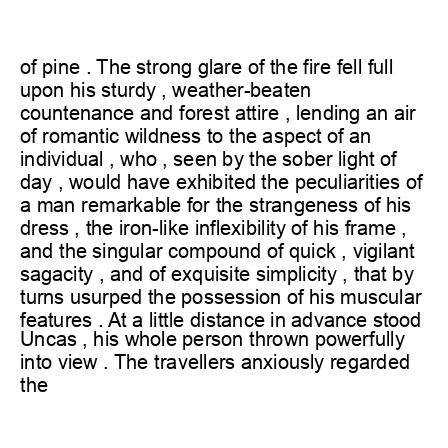 of pine . The strong glare of the fire fell full
upon his sturdy , weather-beaten
countenance and forest attire , lending an air
of romantic wildness to the aspect of an
individual , who , seen by the sober light of
day , would have exhibited the peculiarities of
a man remarkable for the strangeness of his
dress , the iron-like inflexibility of his frame ,
and the singular compound of quick , vigilant
sagacity , and of exquisite simplicity , that by
turns usurped the possession of his muscular
features . At a little distance in advance stood
Uncas , his whole person thrown powerfully
into view . The travellers anxiously regarded
the